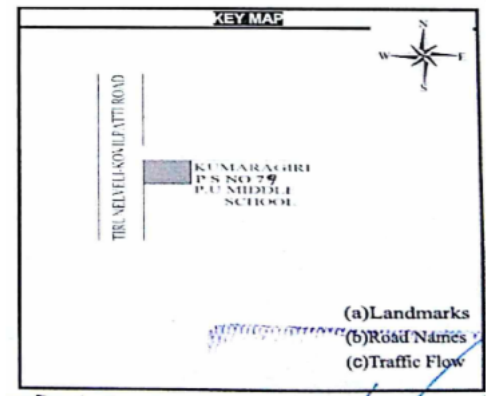 KEY MAP
N
W E
S
TIRUNELVELI-KOVILPATTI ROAD
KUMARAGIRI
P S NO 79
P.U MIDDLE
SCHOOL
(a)Landmarks
(b)Road Names
(c)Traffic Flow